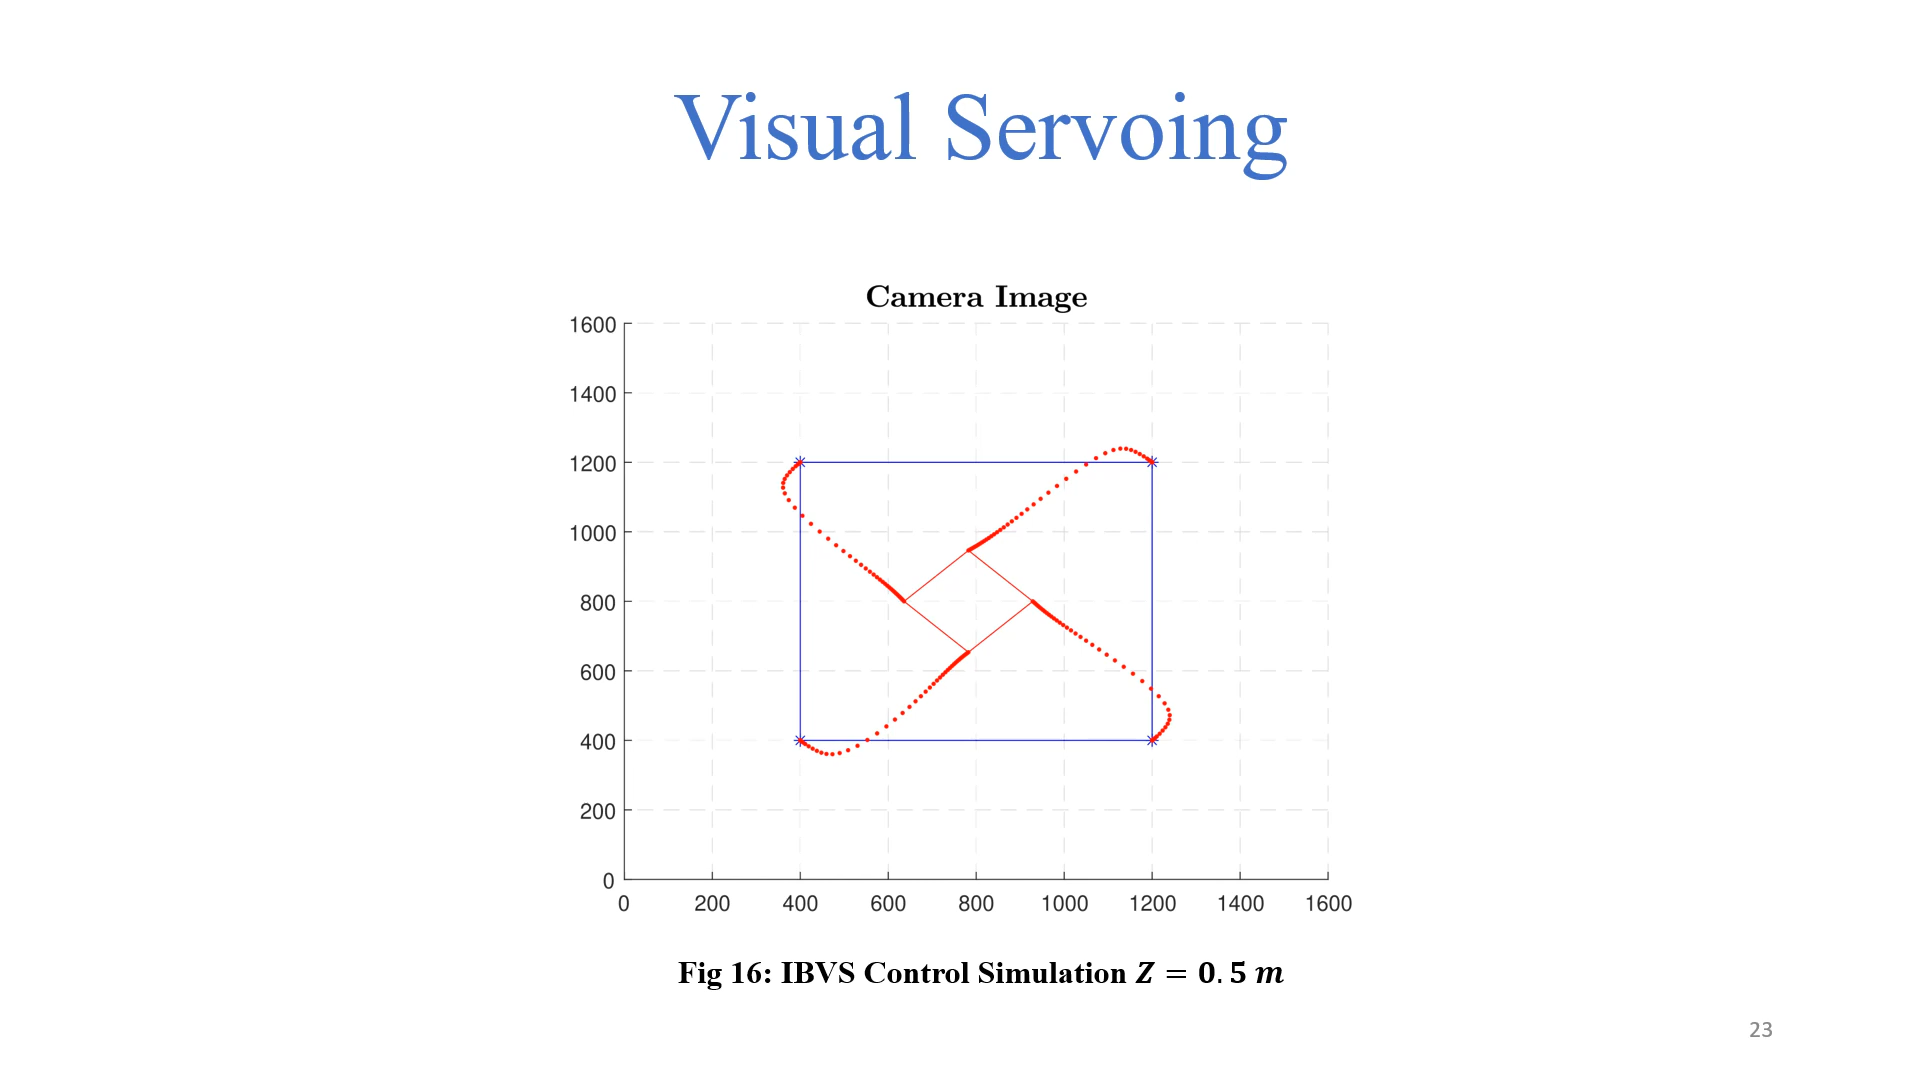 Visual Servoing
Camera Image
1600
1400
1200
1000
800
600
400
200
0
0 200 400 600 800 1000 1200 1400 1600
Fig 16: IBVS Control Simulation Z = 0.5 m
23